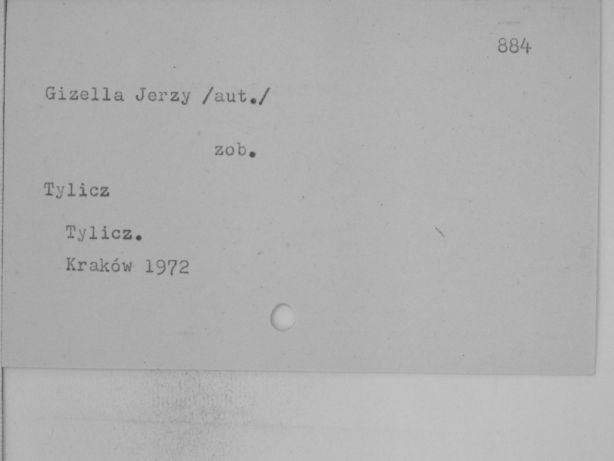 884
Gizella Jerzy /aut./
zob.
Tylicz
Tylicz.
Kraków 1972